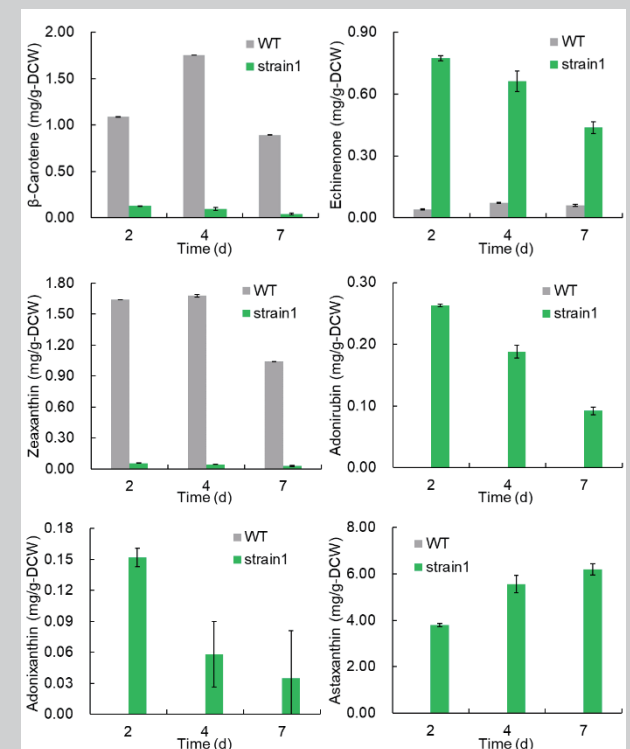 β-Carotene (mg/g-DCW)
2.00
1.50
1.00
0.50
0.00
WT
strain1
2 4 7
Time (d)
Echinenone (mg/g-DCW)
0.90
0.60
0.30
0.00
WT
strain1
2 4 7
Time (d)
Zeaxanthin (mg/g-DCW)
1.80
1.50
1.20
0.90
0.60
0.30
0.00
WT
strain1
2 4 7
Time (d)
Adonirubin (mg/g-DCW)
0.30
0.20
0.10
0.00
WT
strain1
2 4 7
Time (d)
Adonixanthin (mg/g-DCW)
0.18
0.15
0.12
0.09
0.06
0.03
0.00
WT
strain1
2 4 7
Time (d)
Astaxanthin (mg/g-DCW)
8.00
6.00
4.00
2.00
0.00
WT
strain1
2 4 7
Time (d)